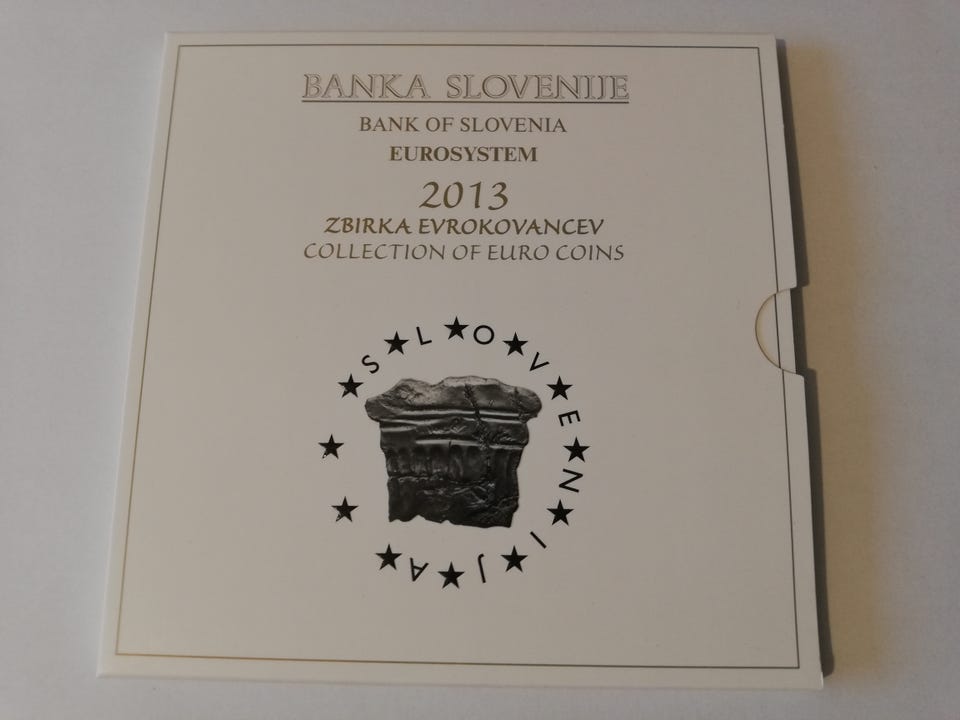 BANKA SLOVENIJE
BANK OF SLOVENIA
EUROSYSTEM
2013
ZBIRKA EVROKOVANCEV
COLLECTION OF EURO COINS
SLOVENIJA